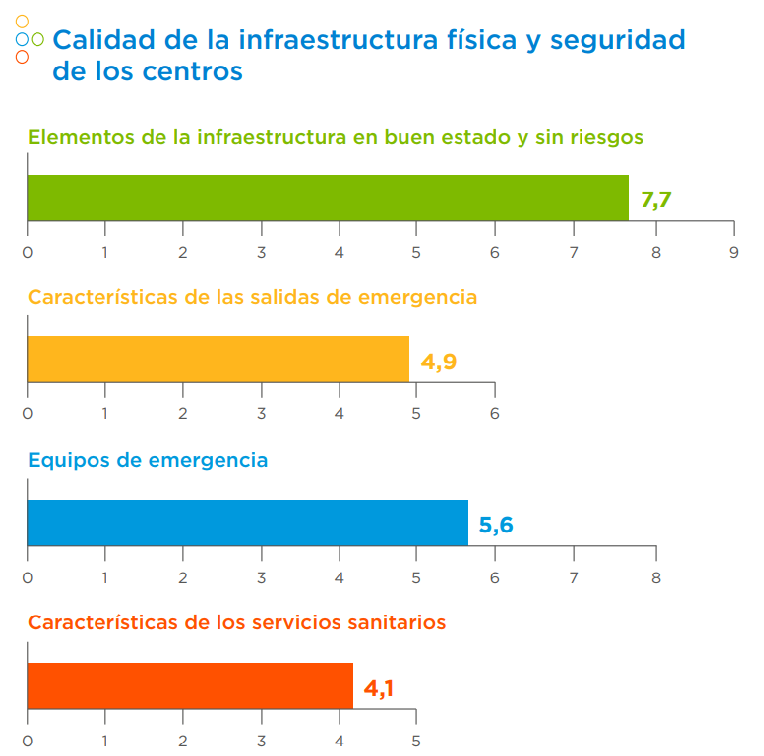 Calidad de la infraestructura física y seguridad
de los centros
Elementos de la infraestructura en buen estado y sin riesgos
7,7
0 1 2 3 4 5 6 7 8 9
Características de las salidas de emergencia
4,9
0 1 2 3 4 5 6
Equipos de emergencia
5,6
0 1 2 3 4 5 6 7 8
Características de los servicios sanitarios
4,1
0 1 2 3 4 5